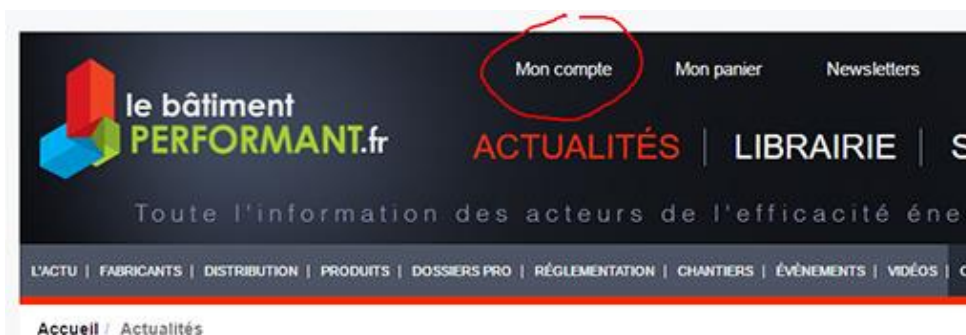 Mon compte Mon panier Newsletters
le bâtiment
PERFORMANT.fr
ACTUALITÉS | LIBRAIRIE | S
Toute l'information des acteurs de l'efficacité éne
L'ACTU | FABRICANTS | DISTRIBUTION | PRODUITS | DOSSIERS PRO | RÉGLEMENTATION | CHANTIERS | ÉVÈNEMENTS | VIDÉOS |
Accueil / Actualités